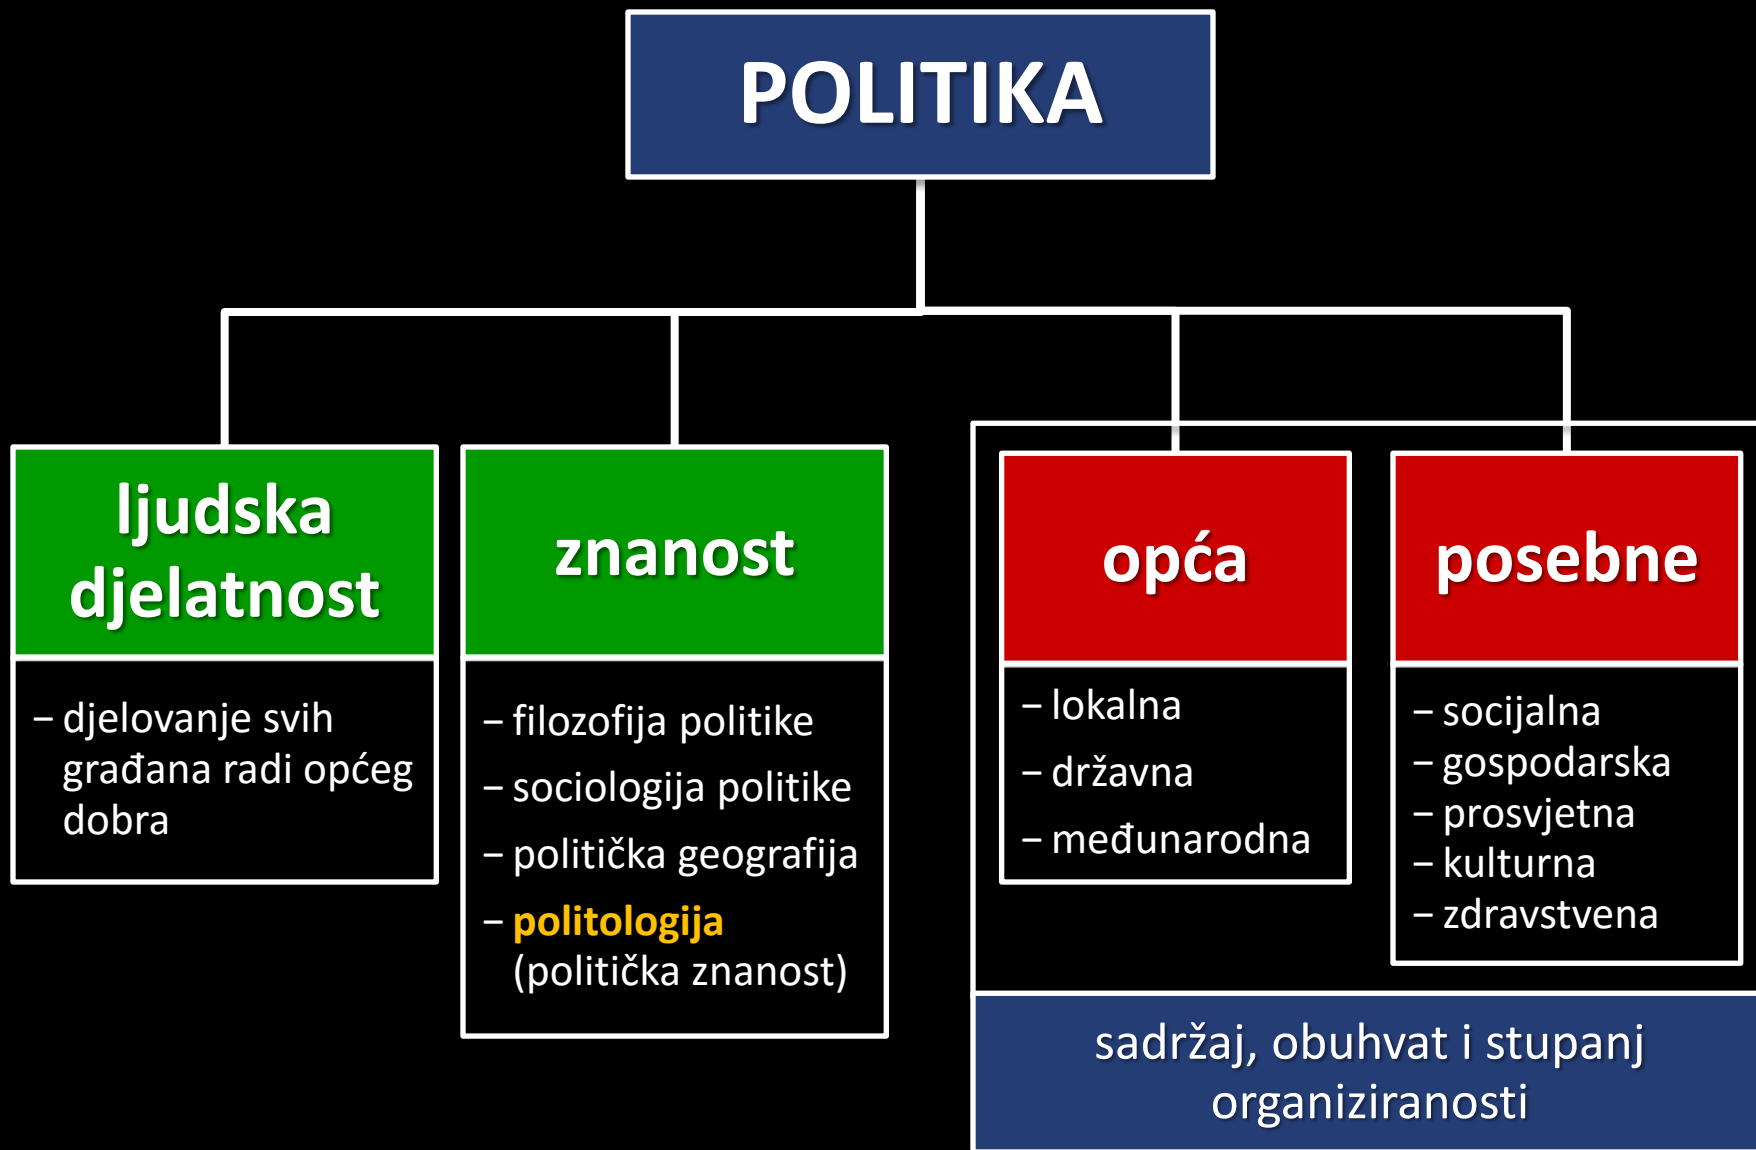 POLITIKA
ljudska
djelatnost
– djelovanje svih
građana radi općeg
dobra
znanost
– filozofija politike
– sociologija politike
– politička geografija
– politologija
(politička znanost)
opća
– lokalna
– državna
– međunarodna
posebne
– socijalna
– gospodarska
– prosvjetna
– kulturna
– zdravstvena
sadržaj, obuhvat i stupanj
organiziranosti